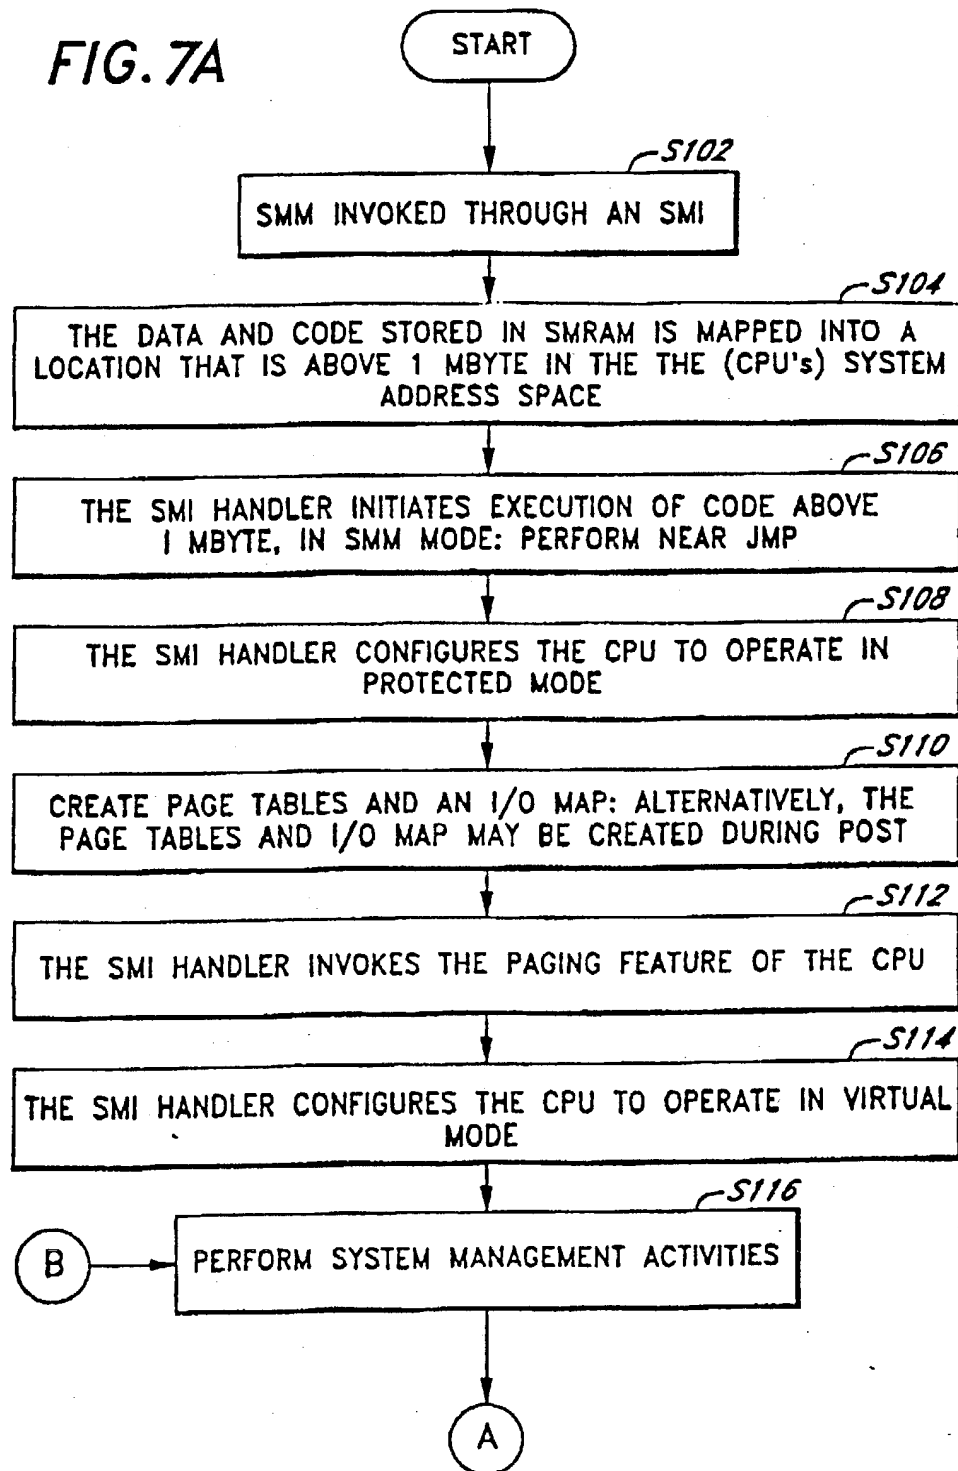 FIG. 7A
START
S102
SMM INVOKED THROUGH AN SMI
S104
THE DATA AND CODE STORED IN SMRAM IS MAPPED INTO A
LOCATION THAT IS ABOVE 1 MBYTE IN THE THE (CPU's) SYSTEM
ADDRESS SPACE
S106
THE SMI HANDLER INITIATES EXECUTION OF CODE ABOVE
1 MBYTE, IN SMM MODE: PERFORM NEAR JMP
S108
THE SMI HANDLER CONFIGURES THE CPU TO OPERATE IN
PROTECTED MODE
S110
CREATE PAGE TABLES AND AN I/O MAP: ALTERNATIVELY, THE
PAGE TABLES AND I/O MAP MAY BE CREATED DURING POST
S112
THE SMI HANDLER INVOKES THE PAGING FEATURE OF THE CPU
S114
THE SMI HANDLER CONFIGURES THE CPU TO OPERATE IN VIRTUAL
MODE
S116
B
PERFORM SYSTEM MANAGEMENT ACTIVITIES
A